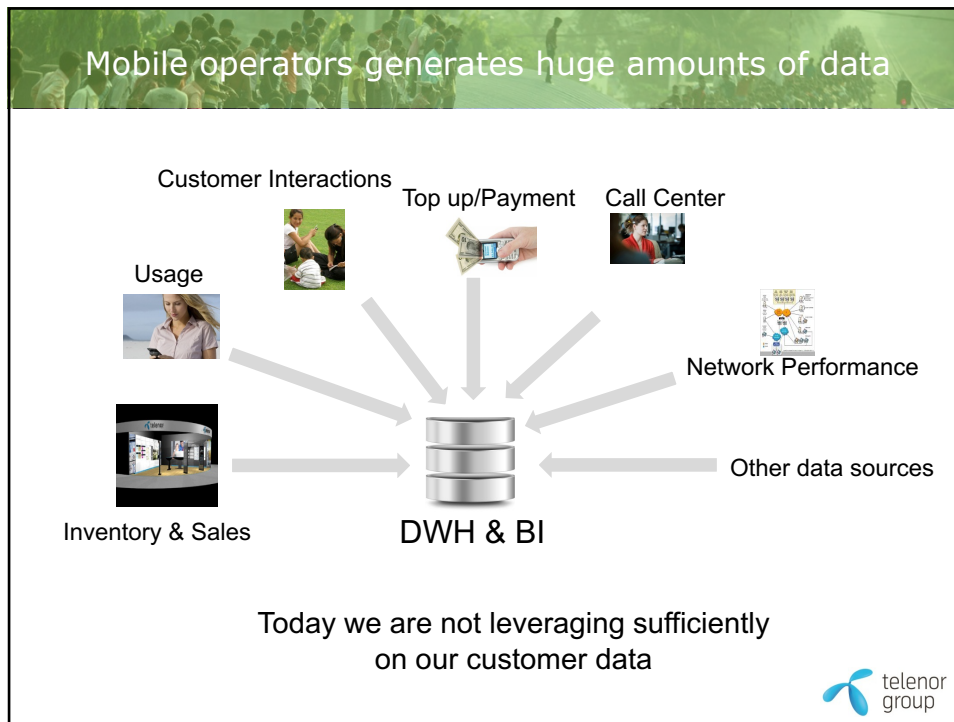 Mobile operators generates huge amounts of data
Customer Interactions
Top up/Payment
Call Center
Usage
Network Performance
telenor
Other data sources
Inventory & Sales
DWH & BI
Today we are not leveraging sufficiently
on our customer data
telenor
group